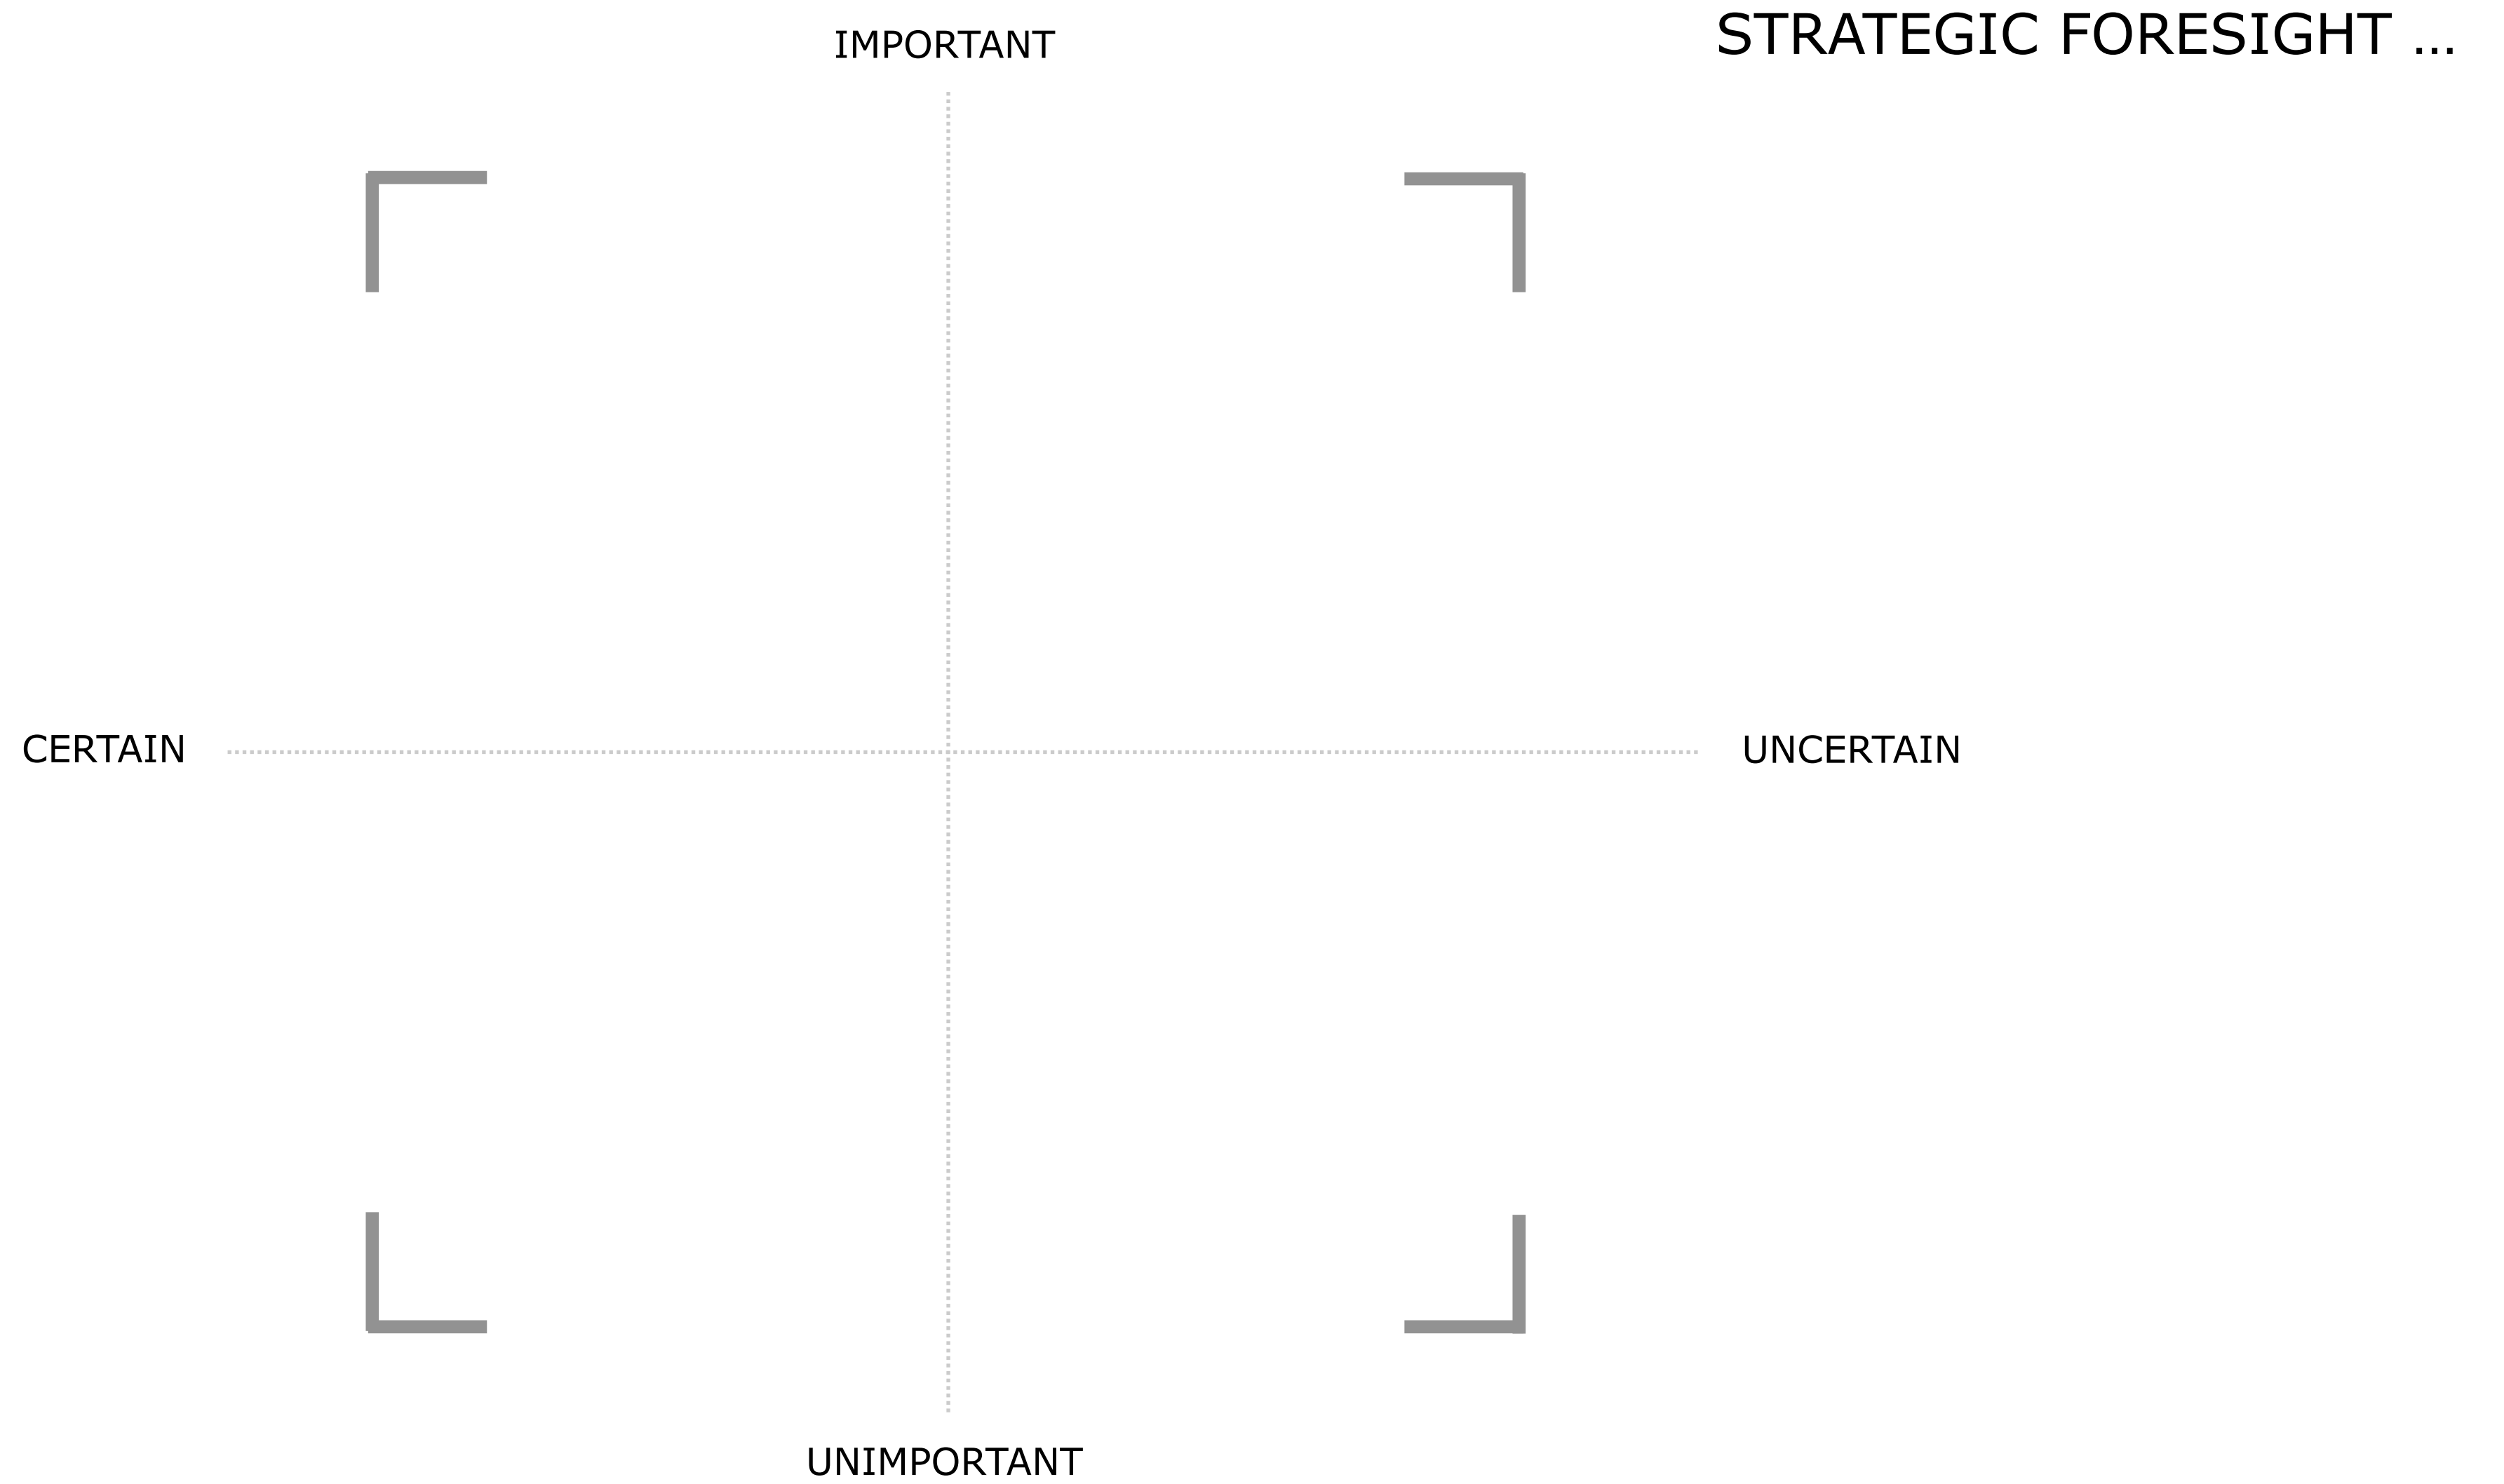 STRATEGIC FORESIGHT ...
IMPORTANT
CERTAIN
UNCERTAIN
UNIMPORTANT